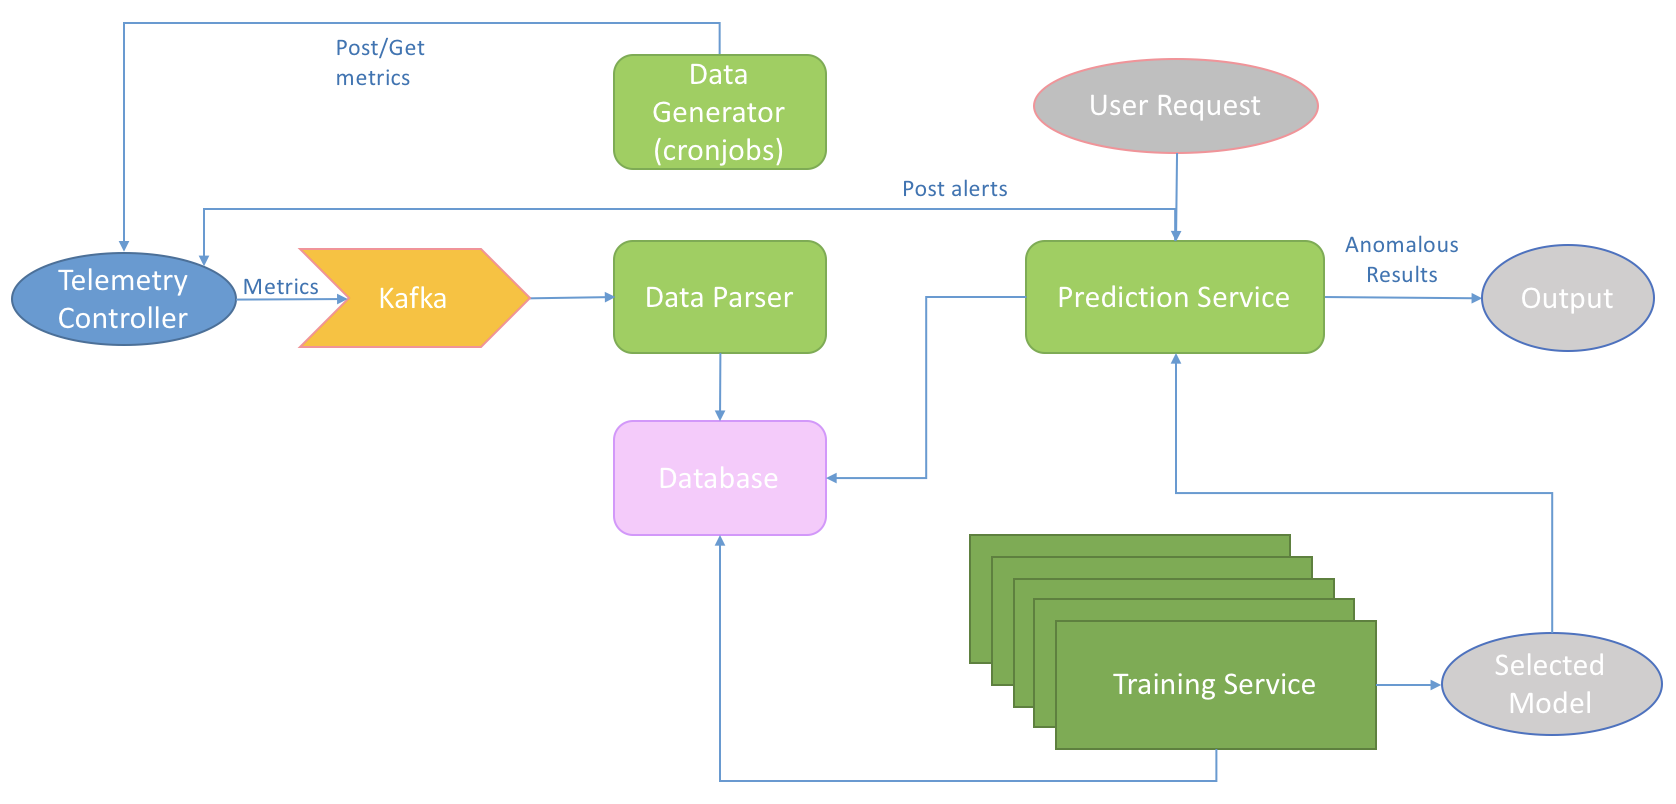 Post/Get
metrics
Data
Generator
(cronjobs)
User Request
Post alerts
Telemetry
Controller
Metrics
Kafka
Data Parser
Prediction Service
Anomalous
Results
Output
Database
Training Service
Selected
Model